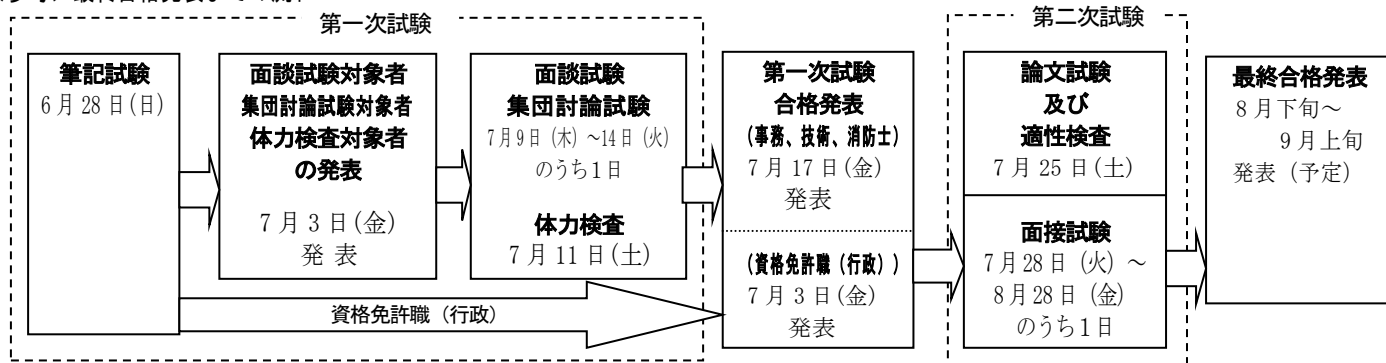 第一次試験
筆記試験
6月28日(日)
面談試験対象者
集団討論試験対象者
体力検査対象者
の発表
7月3日(金)
発 表
面談試験
集団討論試験
7月9日（木）～14日（火）
のうち1日
体力検査
7月11日(土)
資格免許職（行政）
第一次試験
合格発表
(事務、技術、消防士)
7月17日(金)
発表
(資格免許職（行政）)
7月3日(金)
発表
第二次試験
論文試験
及び
適性検査
7月25日(土)
面接試験
7月28日（火）～
8月28日（金）
のうち1日
最終合格発表
8月下旬～
9月上旬
発表（予定）